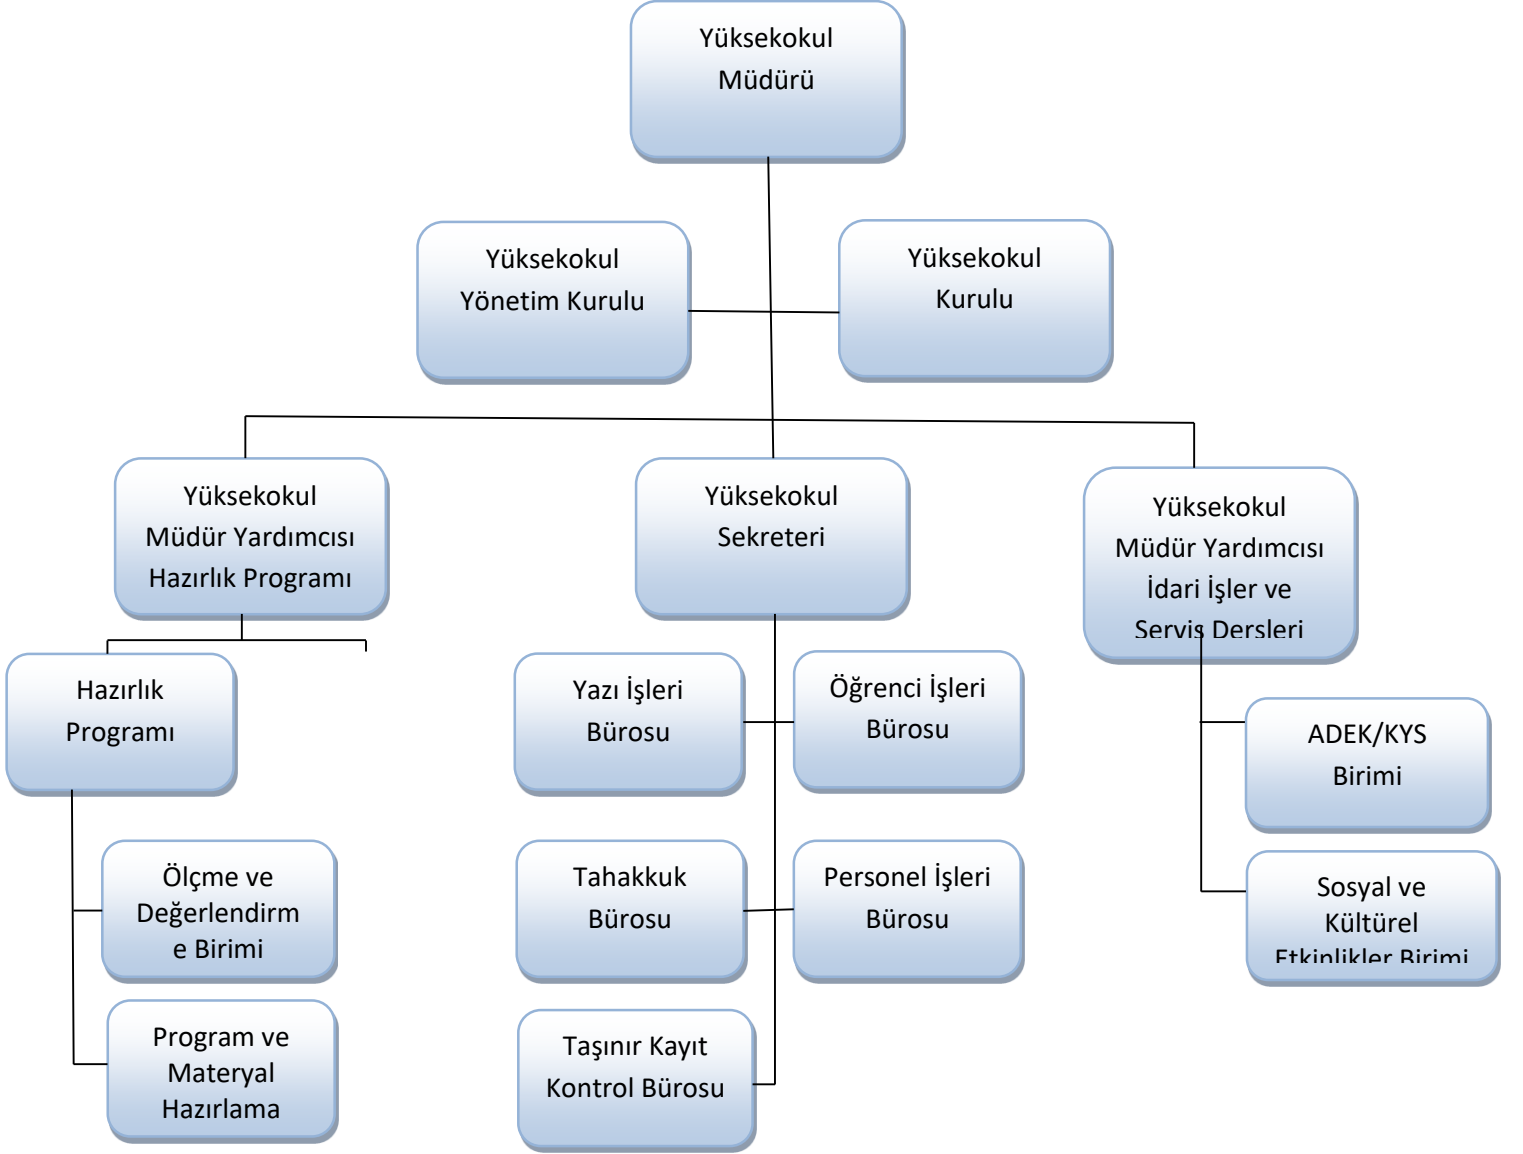 Yüksekokul
Müdürü
Yüksekokul
Yönetim Kurulu
Yüksekokul
Kurulu
Yüksekokul
Müdür Yardımcısı
Hazırlık Programı
Yüksekokul
Sekreteri
Yüksekokul
Müdür Yardımcısı
İdari İşler ve
Servis Dersleri
Hazırlık
Programı
Ölçme ve
Değerlendirm
e Birimi
Program ve
Materyal
Hazırlama
Yazı İşleri
Bürosu
Öğrenci İşleri
Bürosu
Tahakkuk
Bürosu
Personel İşleri
Bürosu
Taşınır Kayıt
Kontrol Bürosu
ADEK/KYS
Birimi
Sosyal ve
Kültürel
Etkinlikler Birimi